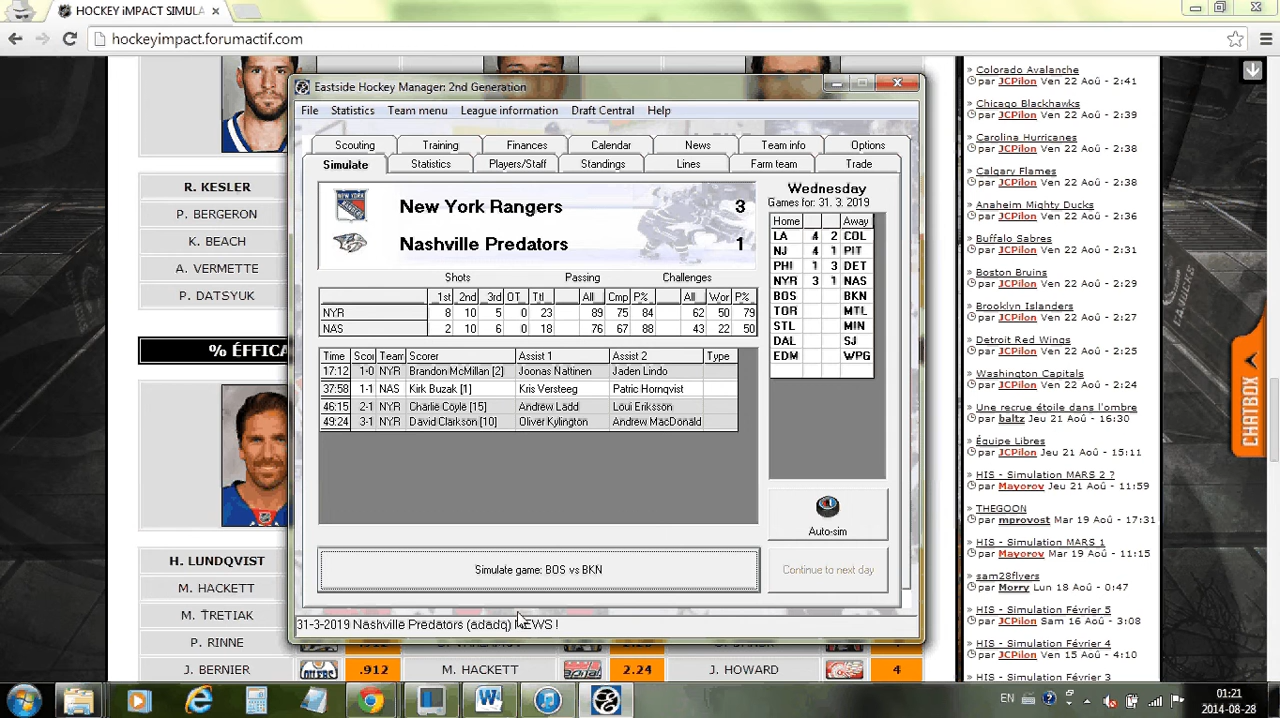 HOCKEY iMPACT SIMULA
hockeyimpact.forumactif.com
R. KESLER
P. BERGERON
K. BEACH
A. VERMETTE
P. DATSYUK
% ÉFFICA
H. LUNDQVIST
M. HACKETT
M. TRETIAK
P. RINNE
J. BERNIER
.912
M. HACKETT
2.24
J. HOWARD
4
Eastside Hockey Manager: 2nd Generation
File Statistics Team menu League information Draft Central Help
Scouting Training Finances Calendar News Team info Options
Simulate Statistics Players/Staff Standings Lines Farm team Trade
New York Rangers 3
Nashville Predators 1
Shots Passing Challenges
1st 2nd 3rd OT Ttl All Cmp P% All Wor P%
NYR 8 10 5 0 23 89 75 84 62 50 79
NAS 2 10 6 0 18 76 67 88 43 22 50
Time Scor Team Scorer Assist 1 Assist 2 Type
17:12 1-0 NYR Brandon McMillan [2] Joonas Nattinen Jaden Lindo
37:58 1-1 NAS Kirk Buzak [1] Kris Versteeg Patric Hornqvist
46:15 2-1 NYR Charlie Coyle [15] Andrew Ladd Loui Eriksson
49:24 3-1 NYR David Clarkson [10] Oliver Kylington Andrew MacDonald
Wednesday
Games for: 31. 3. 2019
Home Away
LA 4 2 COL
NJ 4 1 PIT
PHI 1 3 DET
NYR 3 1 NAS
BOS BKN
TOR MTL
STL MIN
DAL SJ
EDM WPG
Auto-sim
Simulate game: BOS vs BKN
Continue to next day
31-3-2019 Nashville Predators (adadq) NEWS !
» Colorado Avalanche
par JCPilon Ven 22 Aoû - 2:41
» Chicago Blackhawks
par JCPilon Ven 22 Aoû - 2:39
» Carolina Hurricanes
par JCPilon Ven 22 Aoû - 2:38
» Calgary Flames
par JCPilon Ven 22 Aoû - 2:38
» Anaheim Mighty Ducks
par JCPilon Ven 22 Aoû - 2:36
» Buffalo Sabres
par JCPilon Ven 22 Aoû - 2:31
» Boston Bruins
par JCPilon Ven 22 Aoû - 2:29
» Brooklyn Islanders
par JCPilon Ven 22 Aoû - 2:27
» Detroit Red Wings
par JCPilon Ven 22 Aoû - 2:25
» Washington Capitals
par JCPilon Ven 22 Aoû - 2:24
» Une recrue étoile dans l'ombre
par baltz Jeu 21 Aoû - 16:30
» Équipe Libres
par JCPilon Jeu 21 Aoû - 15:11
» HIS - Simulation MARS 2 ?
par Mayorov Jeu 21 Aoû - 11:59
» THEGOON
par mprovost Mar 19 Aoû - 17:31
» HIS - Simulation MARS 1
par Mayorov Mar 19 Aoû - 11:15
» sam28flyers
par Morry Lun 18 Aoû - 0:47
» HIS - Simulation Février 5
par JCPilon Sam 16 Aoû - 3:08
» HIS - Simulation Février 4
par JCPilon Ven 15 Aoû - 4:10
» HIS - Simulation Février 3
CHATBOX
EN
01:21
2014-08-28